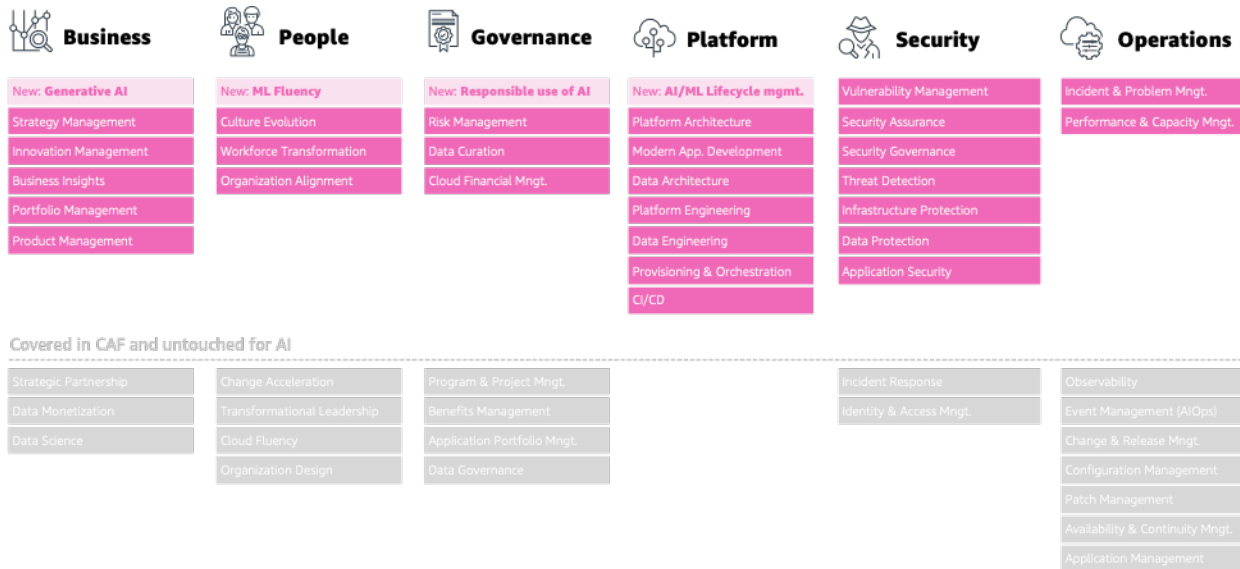 Business
People
Governance
Platform
Security
Operations
New: Generative AI
Strategy Management
Innovation Management
Business Insights
Portfolio Management
Product Management
New: ML Fluency
Culture Evolution
Workforce Transformation
Organization Alignment
New: Responsible use of AI
Risk Management
Data Curation
Cloud Financial Mngt.
New: AI/ML Lifecycle mgmt.
Platform Architecture
Modern App. Development
Data Architecture
Platform Engineering
Data Engineering
Provisioning & Orchestration
CI/CD
Vulnerability Management
Security Assurance
Security Governance
Threat Detection
Infrastructure Protection
Data Protection
Application Security
Incident & Problem Mngt.
Performance & Capacity Mngt.
Covered in CAF and untouched for AI
Strategic Partnership
Data Monetization
Data Science
Change Acceleration
Transformational Leadership
Cloud Fluency
Organization Design
Program & Project Mngt.
Benefits Management
Application Portfolio Mngt.
Data Governance
Incident Response
Identity & Access Mngt.
Observability
Event Management (AIOps)
Change & Release Mngt.
Configuration Management
Patch Management
Availability & Continuity Mngt.
Application Management